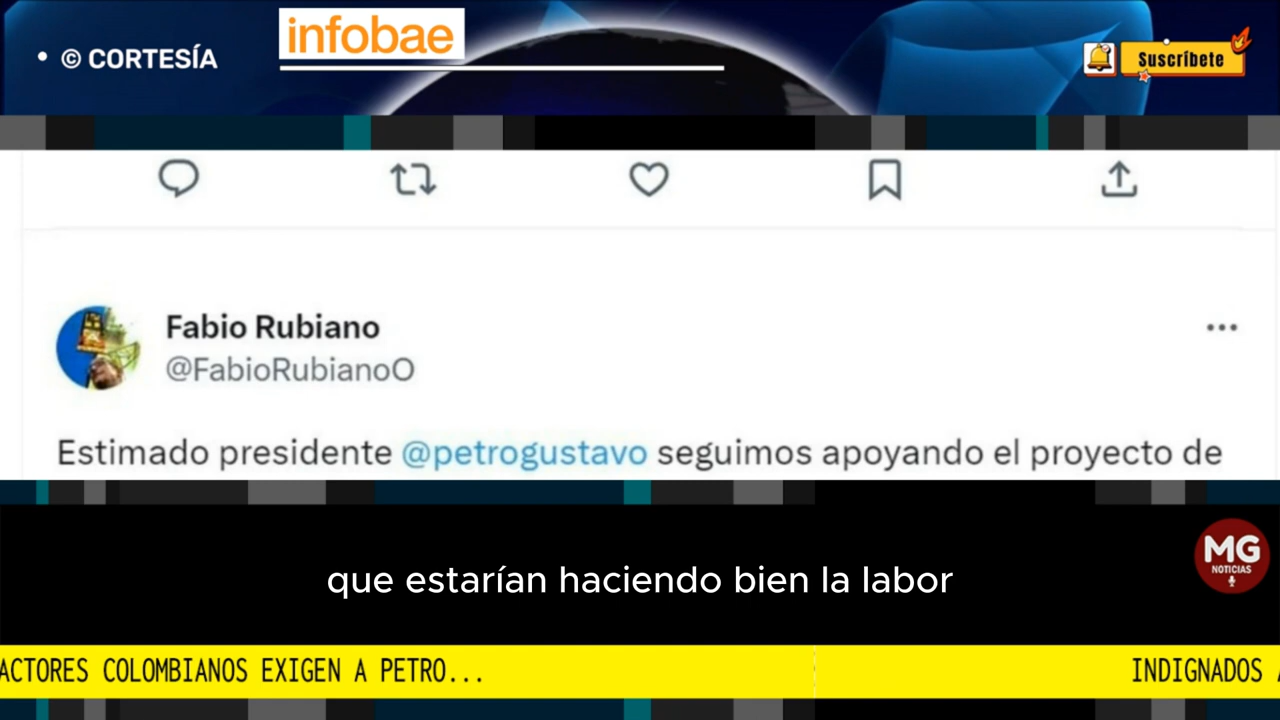 • © CORTESÍA
infobae
Suscríbete
Fabio Rubiano
@FabioRubianoO
Estimado presidente @petrogustavo seguimos apoyando el proyecto de
MG
NOTICIAS
que estarían haciendo bien la labor
ACTORES COLOMBIANOS EXIGEN A PETRO...
INDIGNADOS